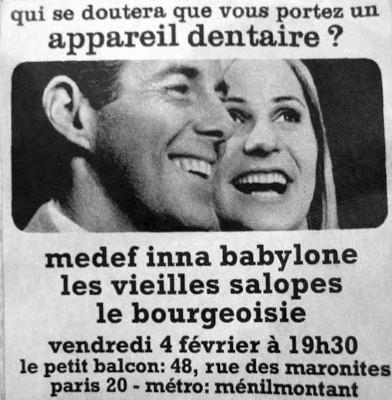 qui se doutera que vous portez un
appareil dentaire ?
medef inna babylone
les vieilles salopes
le bourgeoisie
vendredi 4 février à 19h30
le petit balcon: 48, rue des maronites
paris 20 - métro: ménilmontant